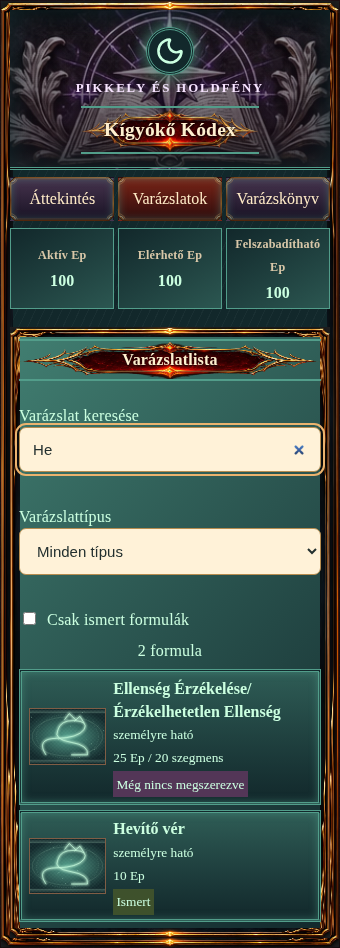 PIKKELY ÉS HOLDFÉNY
Kígyókő Kódex
Áttekintés
Varázslatok
Varázskönyv
Aktív Ep
100
Elérhető Ep
100
Felszabadítható
Ep
100
Varázslatlista
Varázslat keresése
He
Varázslattípus
Minden típus
Csak ismert formulák
2 formula
Ellenség Érzékelése/
Érzékelhetetlen Ellenség
személyre ható
25 Ep / 20 szegmens
Még nincs megszerezve
Hevítő vér
személyre ható
10 Ep
Ismert